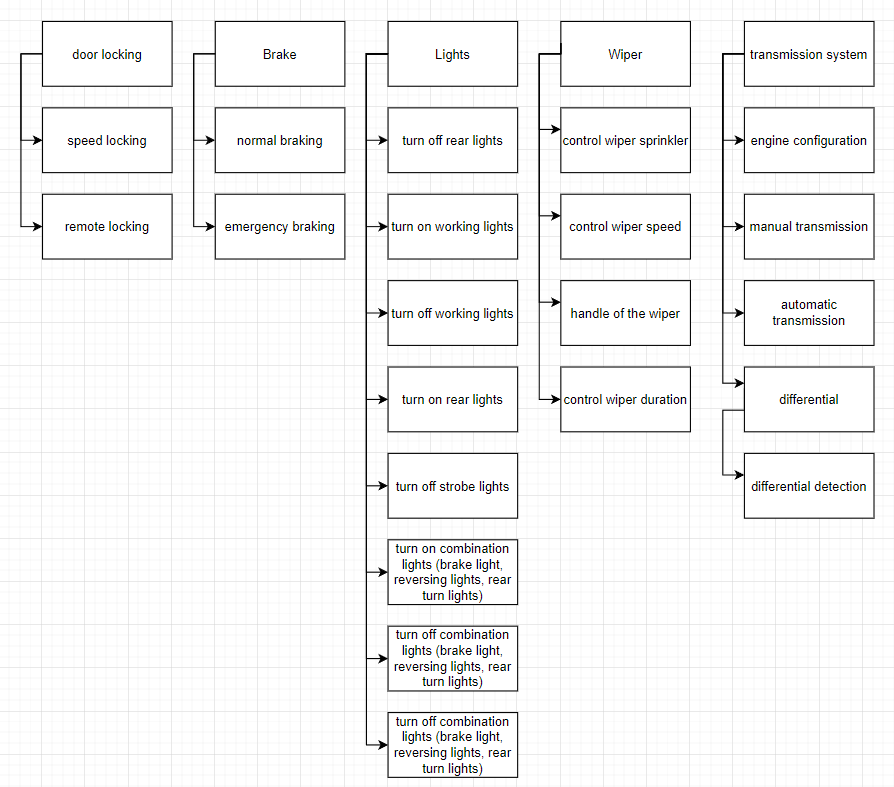 door locking
speed locking
remote locking
Brake
normal braking
emergency braking
Lights
turn off rear lights
turn on working lights
turn off working lights
turn on rear lights
turn off strobe lights
turn on combination
lights (brake light,
reversing lights, rear
turn lights)
turn off combination
lights (brake light,
reversing lights, rear
turn lights)
turn off combination
lights (brake light,
reversing lights, rear
turn lights)
Wiper
control wiper sprinkler
control wiper speed
handle of the wiper
control wiper duration
transmission system
engine configuration
manual transmission
automatic
transmission
differential
differential detection